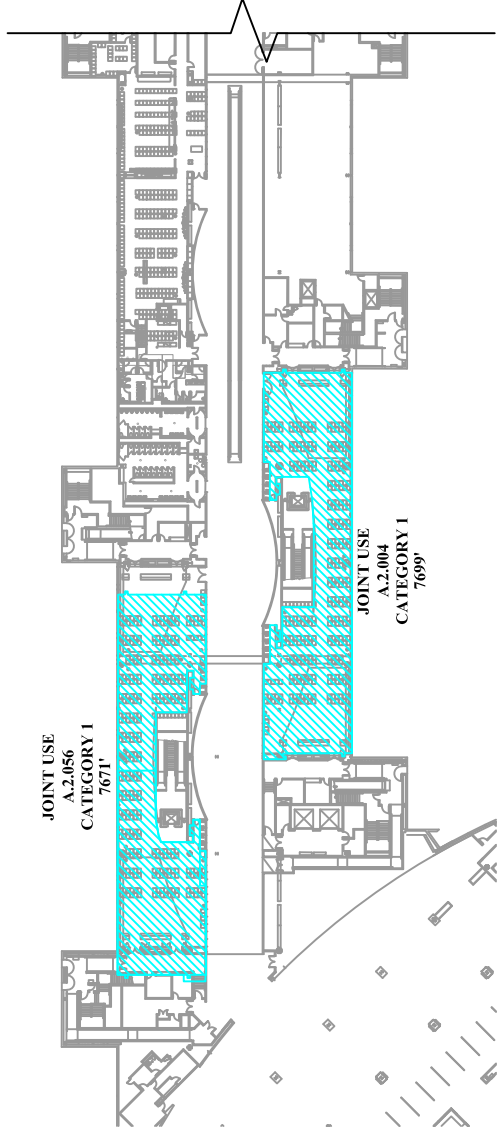 JOINT USE
A.2.004
CATEGORY 1
7699'
JOINT USE
A.2.056
CATEGORY 1
7671'